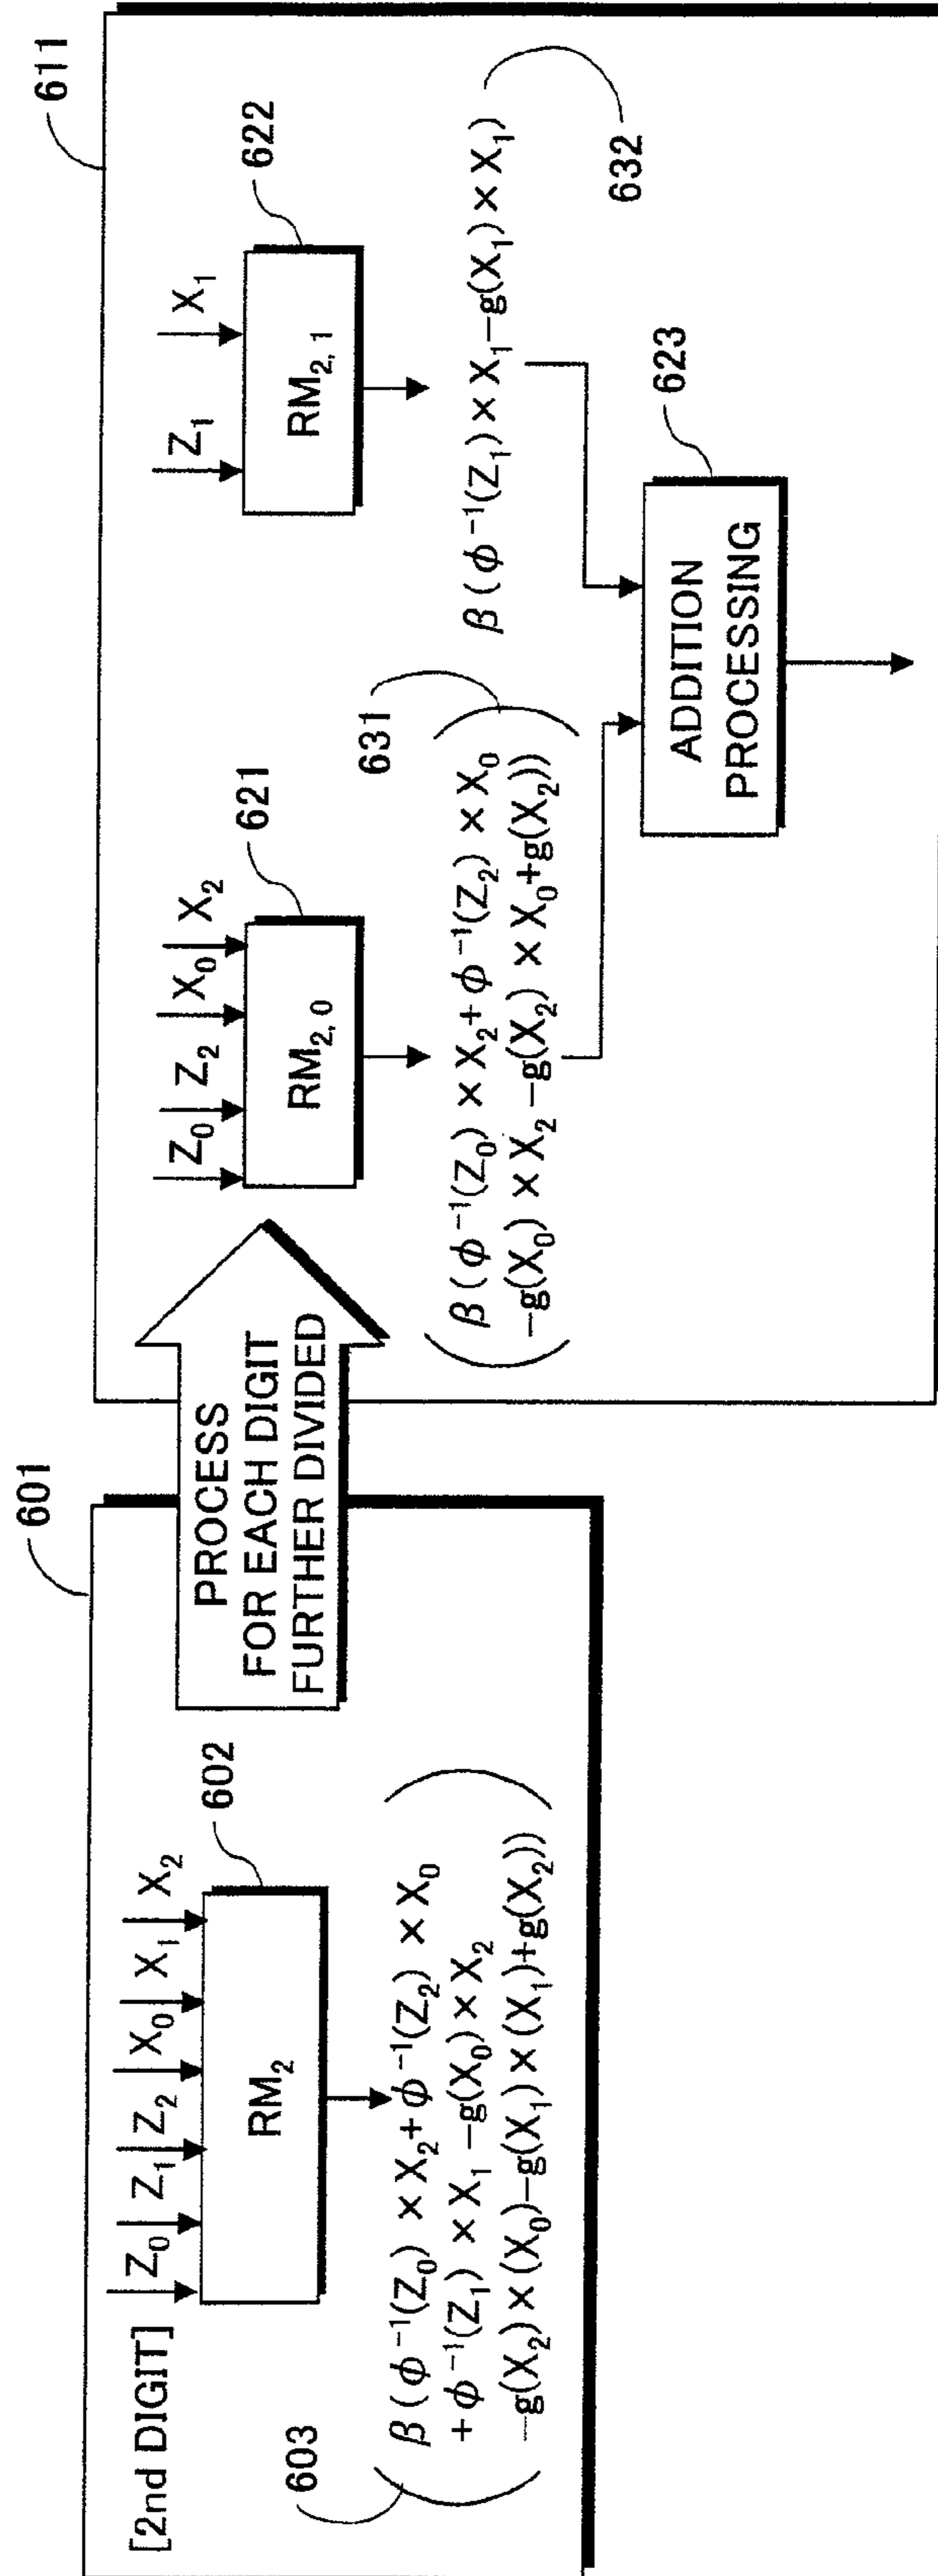 601
[2nd DIGIT]
Z₀ Z₁ Z₂ X₀ X₁ X₂
602
RM₂
603
β(ϕ⁻¹(Z₀) × X₂+ϕ⁻¹(Z₂) × X₀
+ϕ⁻¹(Z₁) × X₁ −g(X₀) × X₂
−g(X₂) × (X₀)−g(X₁) × (X₁)+g(X₂))
PROCESS
FOR EACH DIGIT
FURTHER DIVIDED
611
Z₀ Z₂ X₀ X₂
621
RM₂,₀
631
β(ϕ⁻¹(Z₀) × X₂+ϕ⁻¹(Z₂) × X₀
−g(X₀) × X₂ −g(X₂) × X₀+g(X₂))
Z₁ X₁
622
RM₂,₁
β(ϕ⁻¹(Z₁) × X₁−g(X₁) × X₁)
632
623
ADDITION
PROCESSING